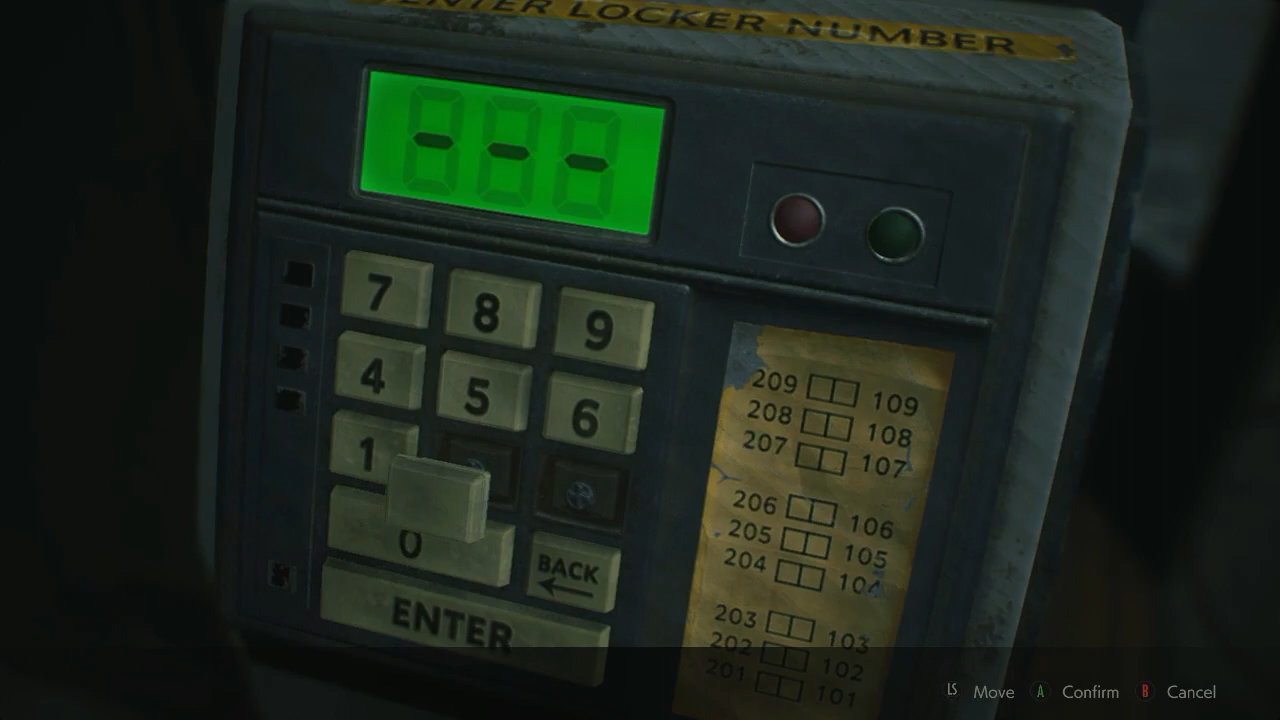 ENTER LOCKER NUMBER
- - -
7 8 9
4 5 6
1
0 BACK
ENTER
209 109
208 108
207 107
206 106
205 105
204 104
203 103
202 102
201 101
LS Move A Confirm B Cancel